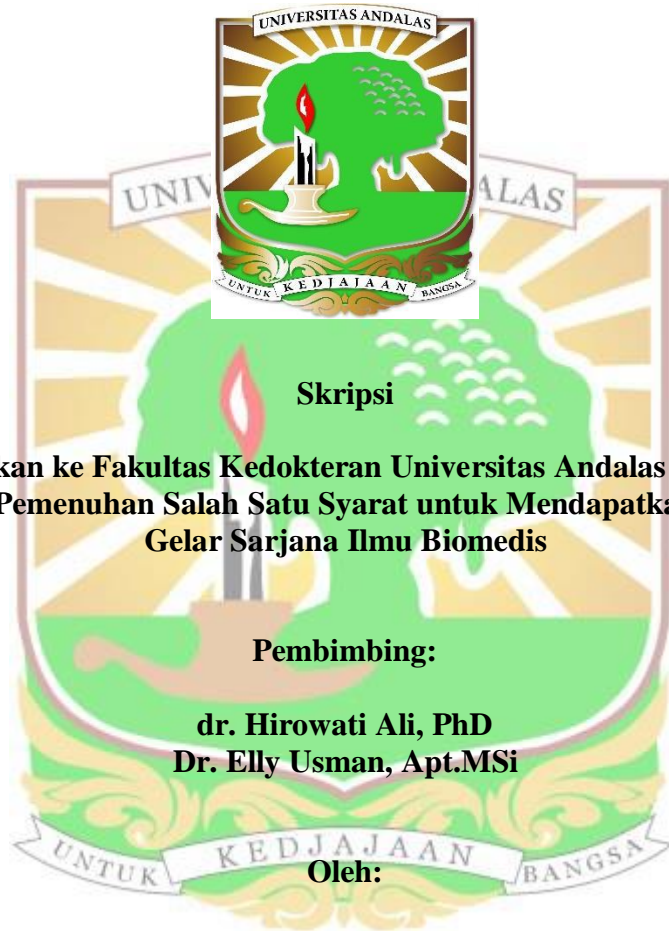 UNIVERSITAS ANDALAS
UNTUK KEDJAJAAN BANGSA
UNIV ALAS
Skripsi
kan ke Fakultas Kedokteran Universitas Andalas
Pemenuhan Salah Satu Syarat untuk Mendapatka
Gelar Sarjana Ilmu Biomedis
Pembimbing:
dr. Hirowati Ali, PhD
Dr. Elly Usman, Apt.MSi
UNTUK KEDJAJAAN BANGSA
Oleh: